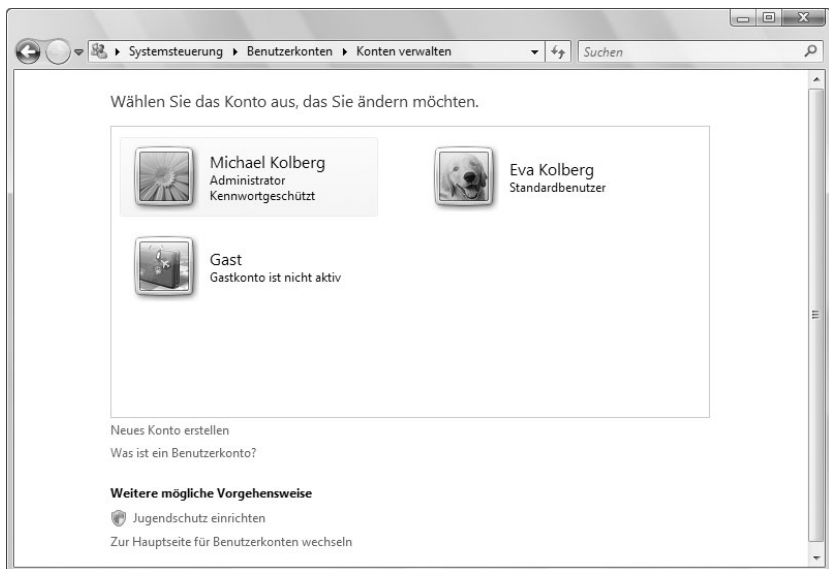 Systemsteuerung ▸ Benutzerkonten ▸ Konten verwalten
Suchen
Wählen Sie das Konto aus, das Sie ändern möchten.
Michael Kolberg
Administrator
Kennwortgeschützt
Eva Kolberg
Standardbenutzer
Gast
Gastkonto ist nicht aktiv
Neues Konto erstellen
Was ist ein Benutzerkonto?
Weitere mögliche Vorgehensweise
Jugendschutz einrichten
Zur Hauptseite für Benutzerkonten wechseln